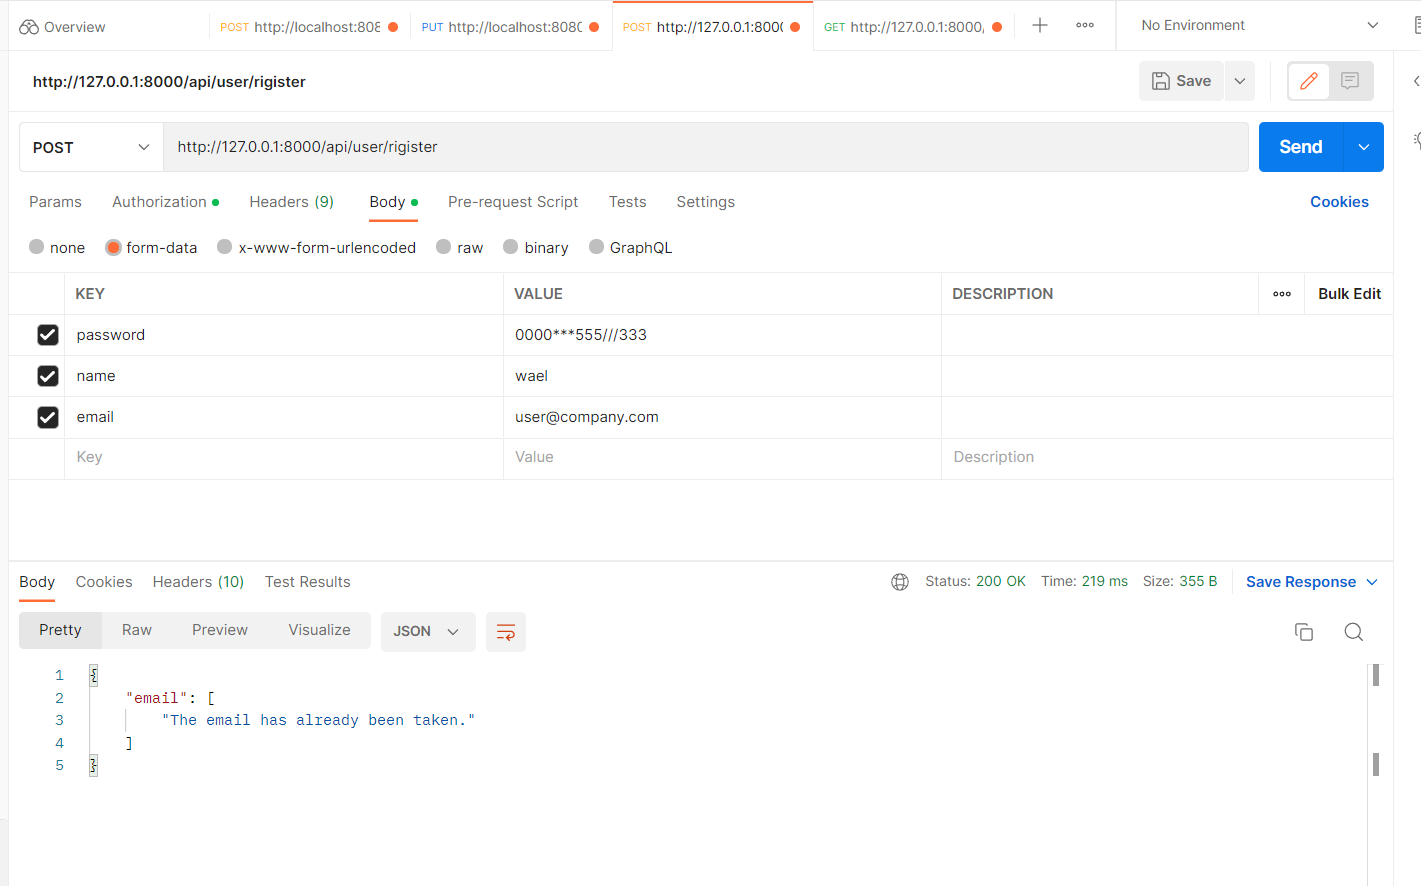 Overview POST http://localhost:808 PUT http://localhost:8080 POST http://127.0.0.1:8000 GET http://127.0.0.1:8000/ No Environment
http://127.0.0.1:8000/api/user/rigister Save
POST http://127.0.0.1:8000/api/user/rigister Send
Params Authorization Headers (9) Body Pre-request Script Tests Settings Cookies
none form-data x-www-form-urlencoded raw binary GraphQL
KEY VALUE DESCRIPTION Bulk Edit
password 0000***555///333
name wael
email user@company.com
Key Value Description
Body Cookies Headers (10) Test Results Status: 200 OK Time: 219 ms Size: 355 B Save Response
Pretty Raw Preview Visualize JSON
1 {
2 "email": [
3 "The email has already been taken."
4 ]
5 }